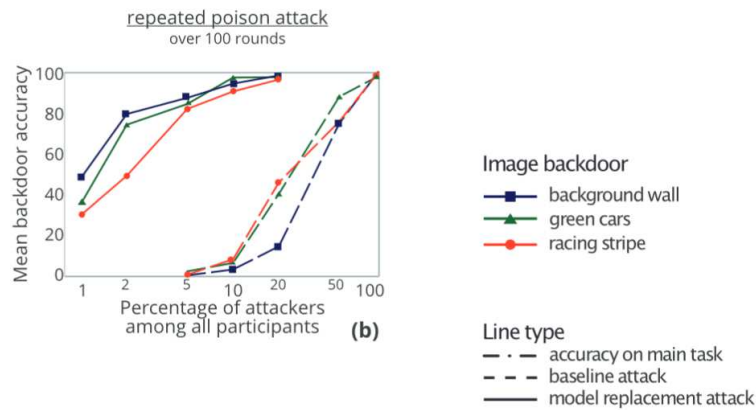 repeated poison attack
over 100 rounds
Mean backdoor accuracy
100
80
60
40
20
0
1 2 5 10 20 50 100
Percentage of attackers
among all participants
(b)
Image backdoor
background wall
green cars
racing stripe
Line type
accuracy on main task
baseline attack
model replacement attack